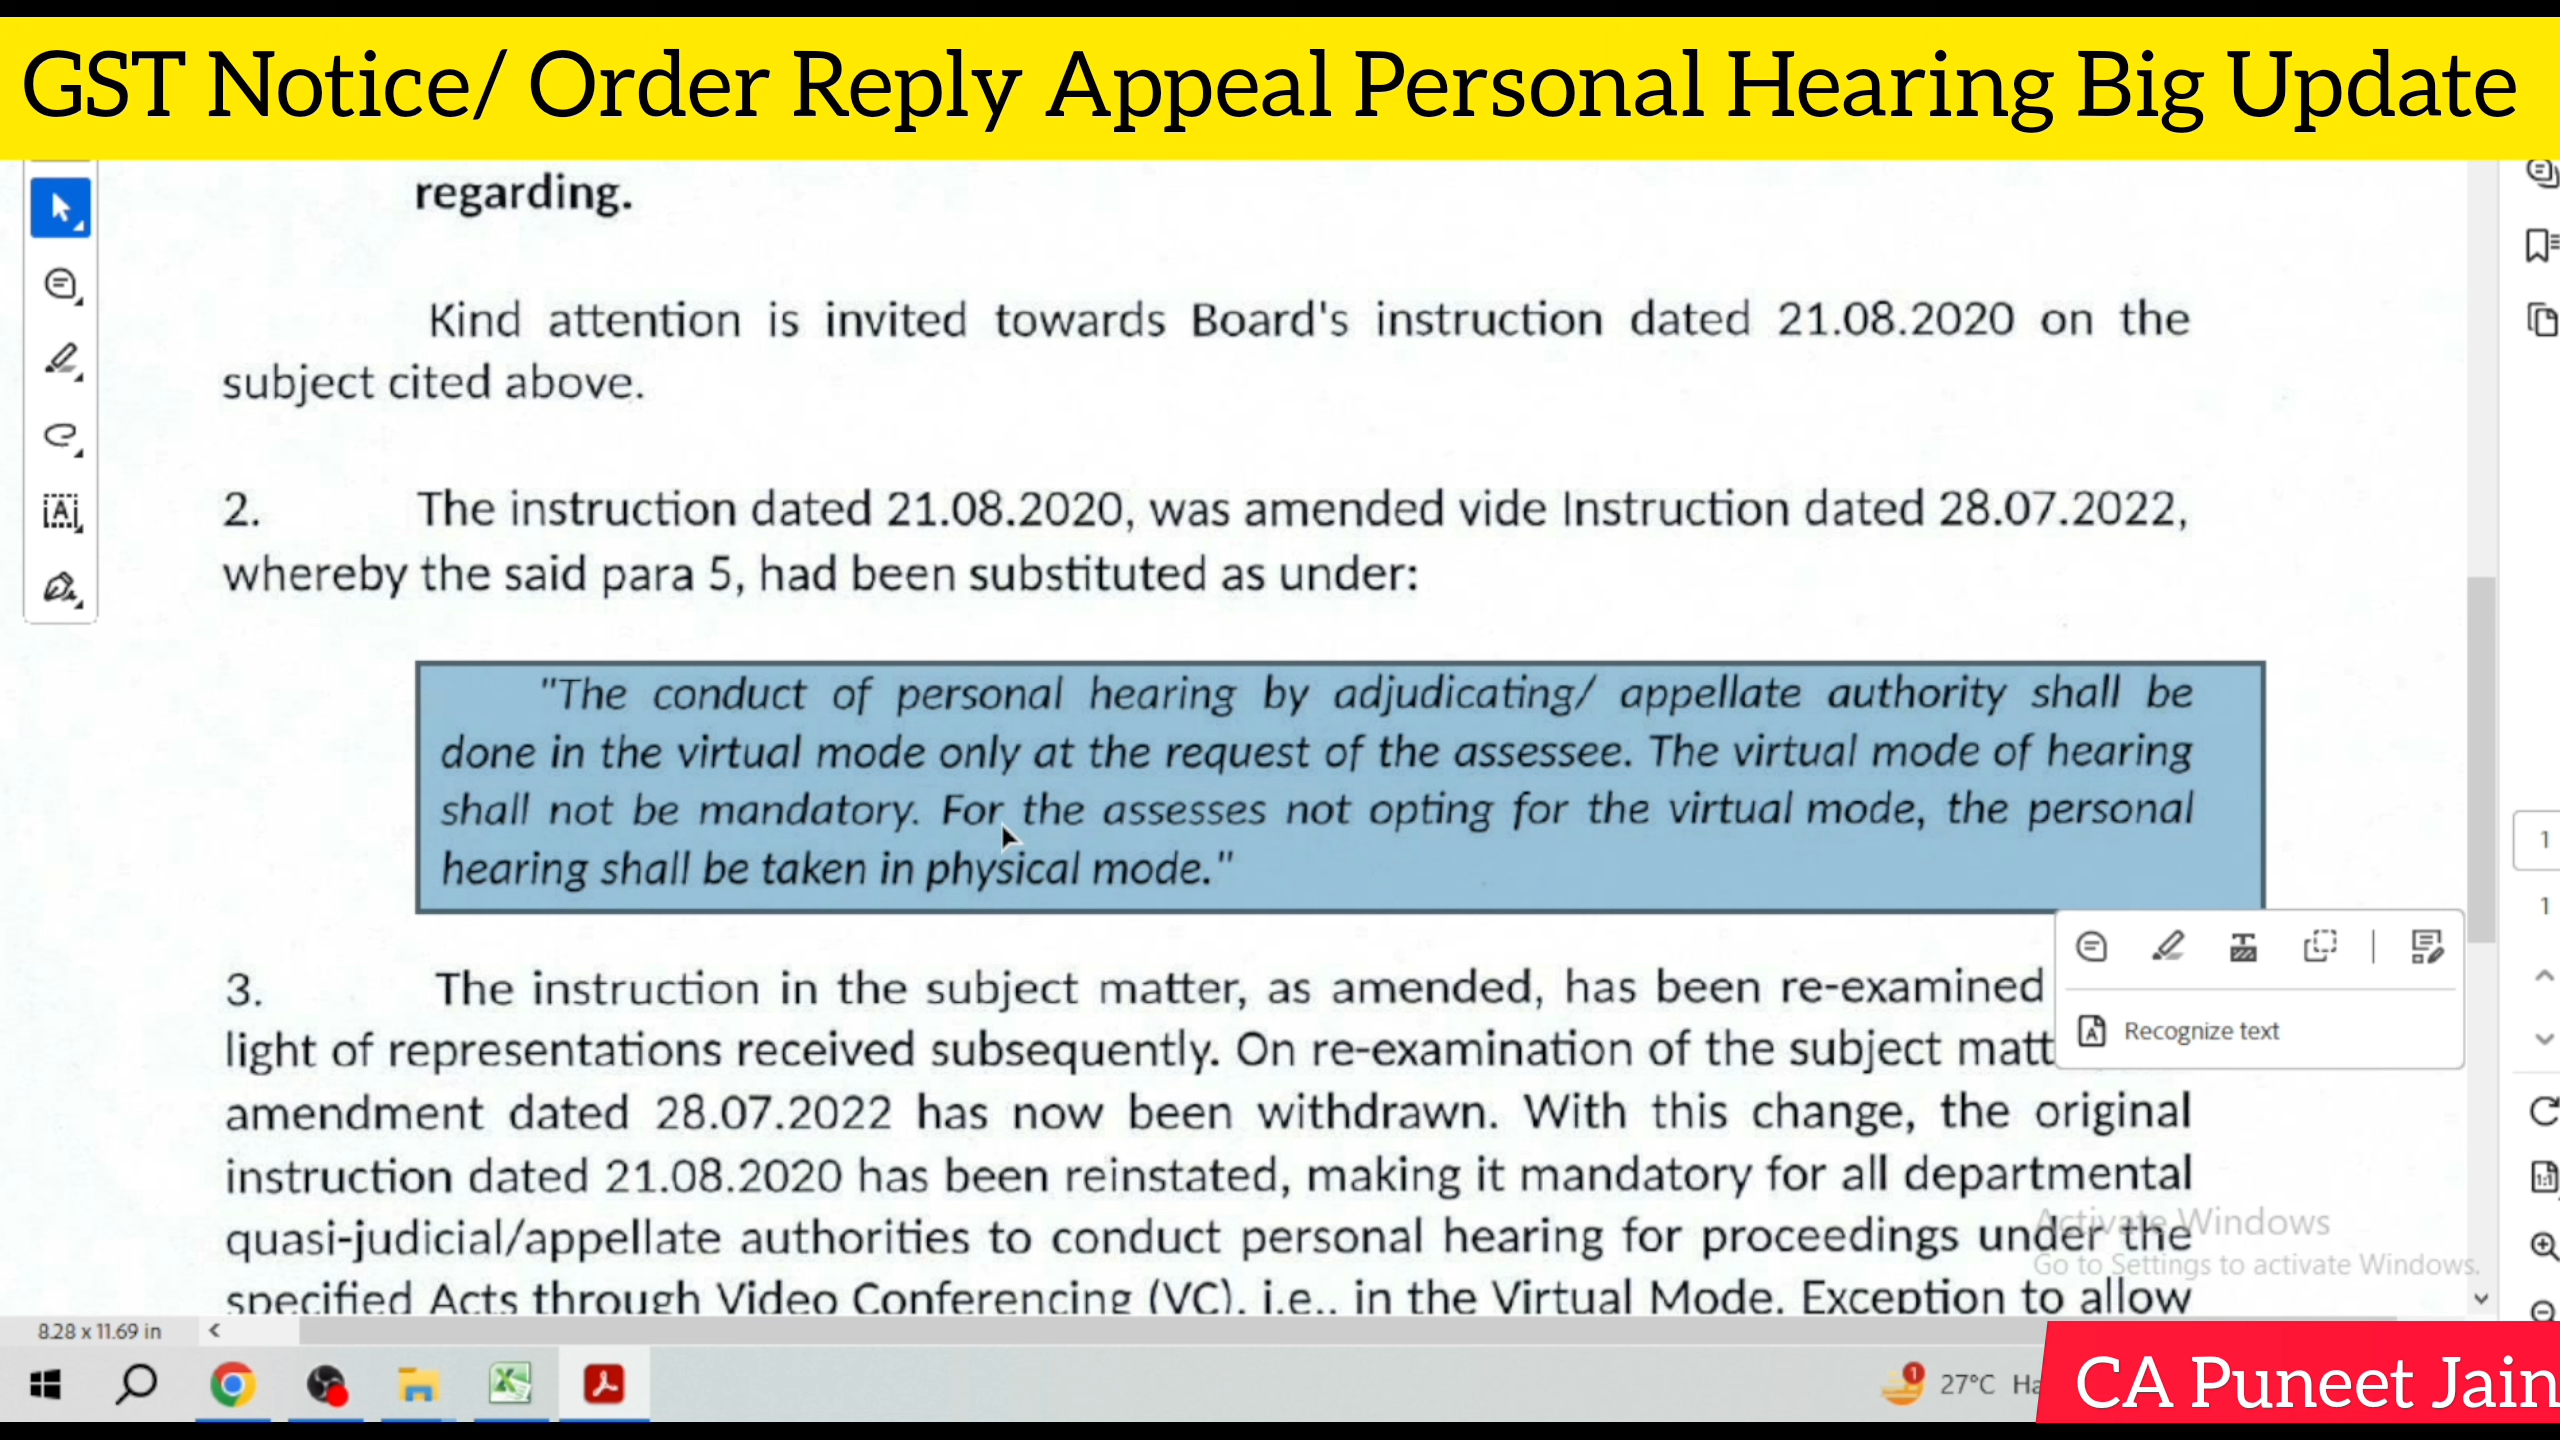 GST Notice/ Order Reply Appeal Personal Hearing Big Update
regarding.
Kind attention is invited towards Board's instruction dated 21.08.2020 on the
subject cited above.
2. The instruction dated 21.08.2020, was amended vide Instruction dated 28.07.2022,
whereby the said para 5, had been substituted as under:
"The conduct of personal hearing by adjudicating/ appellate authority shall be
done in the virtual mode only at the request of the assessee. The virtual mode of hearing
shall not be mandatory. For the assesses not opting for the virtual mode, the personal
hearing shall be taken in physical mode."
3. The instruction in the subject matter, as amended, has been re-examined
light of representations received subsequently. On re-examination of the subject matt
Recognize text
amendment dated 28.07.2022 has now been withdrawn. With this change, the original
instruction dated 21.08.2020 has been reinstated, making it mandatory for all departmental
quasi-judicial/appellate authorities to conduct personal hearing for proceedings under the
specified Acts through Video Conferencing (VC), i.e., in the Virtual Mode. Exception to allow
Activate Windows
Go to Settings to activate Windows.
1
1
8.28 x 11.69 in
1
27°C Ha
CA Puneet Jain